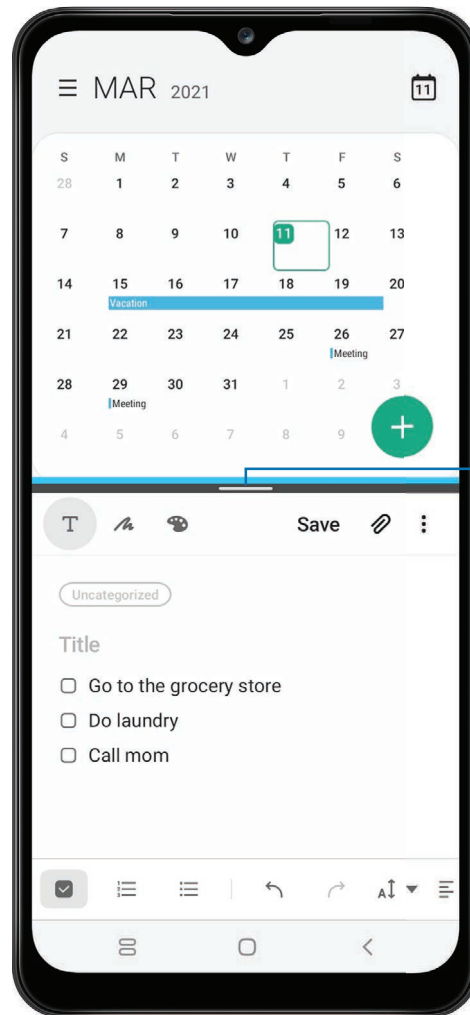 MAR 2021
11
S M T W T F S
28 1 2 3 4 5 6
7 8 9 10 11 12 13
14 15 16 17 18 19 20
Vacation
21 22 23 24 25 26 27
Meeting
28 29 30 31 1 2 3
Meeting
4 5 6 7 8 9
T Save
Uncategorized
Title
Go to the grocery store
Do laundry
Call mom
A